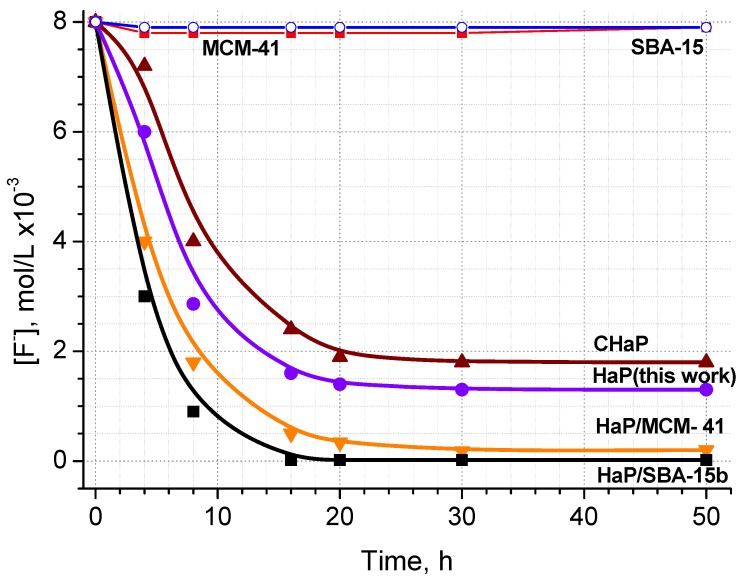 [F⁻], mol/L x10⁻³
8
6
4
2
0
MCM-41
SBA-15
CHaP
HaP(this work)
HaP/MCM- 41
HaP/SBA-15b
0 10 20 30 40 50
Time, h